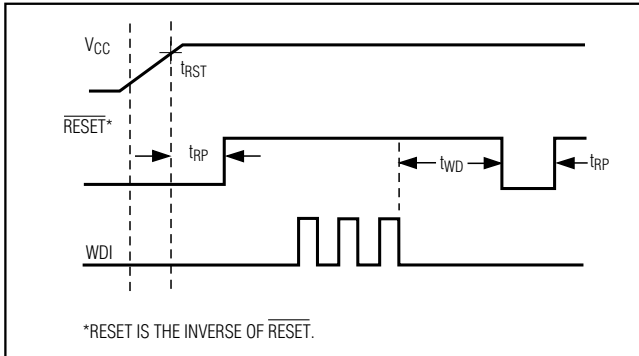 VCC
tRST
RESET*
tRP
tWD
tRP
WDI
*RESET IS THE INVERSE OF RESET.